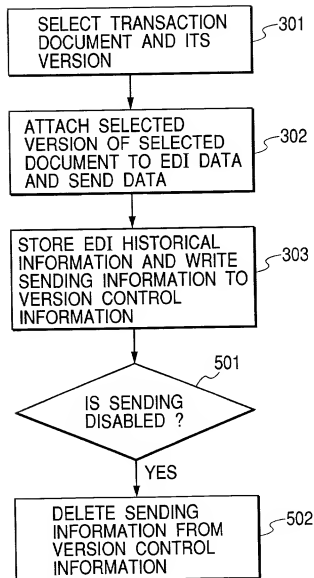 SELECT TRANSACTION
DOCUMENT AND ITS
VERSION
301
ATTACH SELECTED
VERSION OF SELECTED
DOCUMENT TO EDI DATA
AND SEND DATA
302
STORE EDI HISTORICAL
INFORMATION AND WRITE
SENDING INFORMATION TO
VERSION CONTROL
INFORMATION
303
501
IS SENDING
DISABLED ?
YES
DELETE SENDING
INFORMATION FROM
VERSION CONTROL
INFORMATION
502